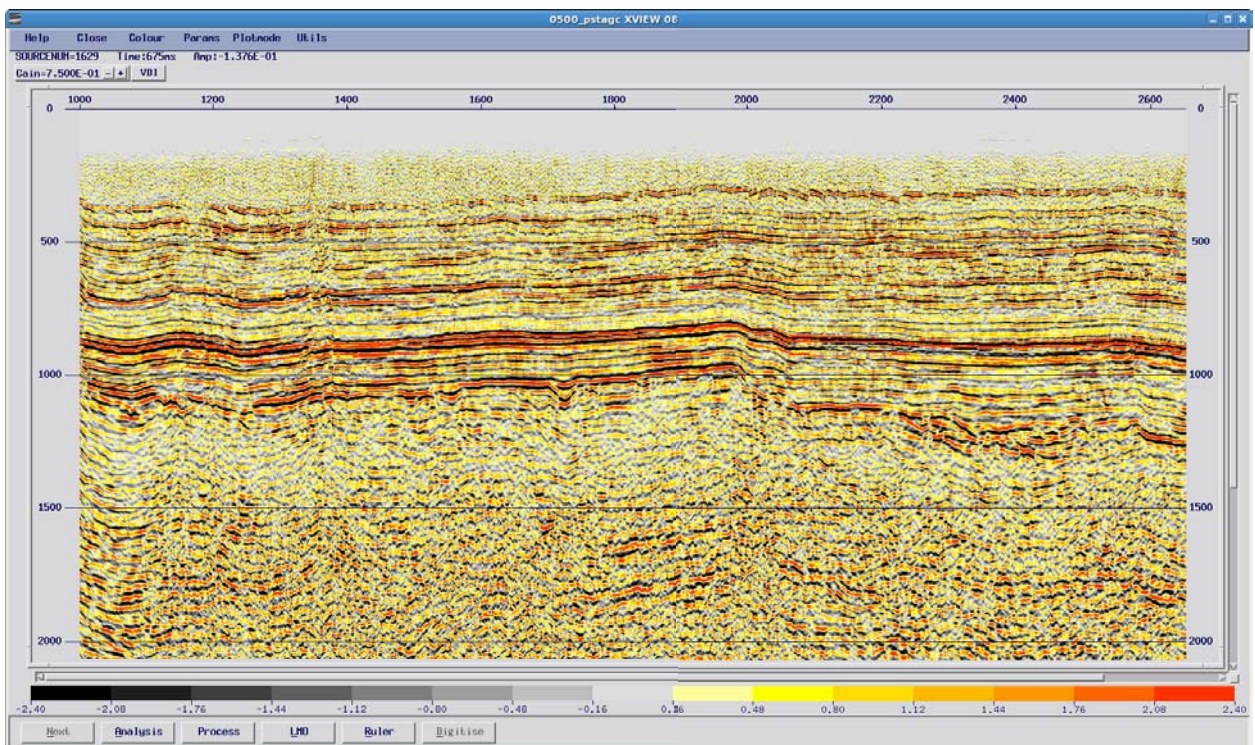 0500_pstagc XVIEW 08
Help Close Colour Params Plotmode Utils
SOURCENUM=1629 Time:675ms Amp:-1.376E-01
Gain=7.500E-01 - + VDI
1000 1200 1400 1600 1800 2000 2200 2400 2600
0 0
500 500
1000 1000
1500 1500
2000 2000
-2.40 -2.08 -1.76 -1.44 -1.12 -0.80 -0.48 -0.16 0.16 0.48 0.80 1.12 1.44 1.76 2.08 2.40
Next Analysis Process LMO Ruler Digitise